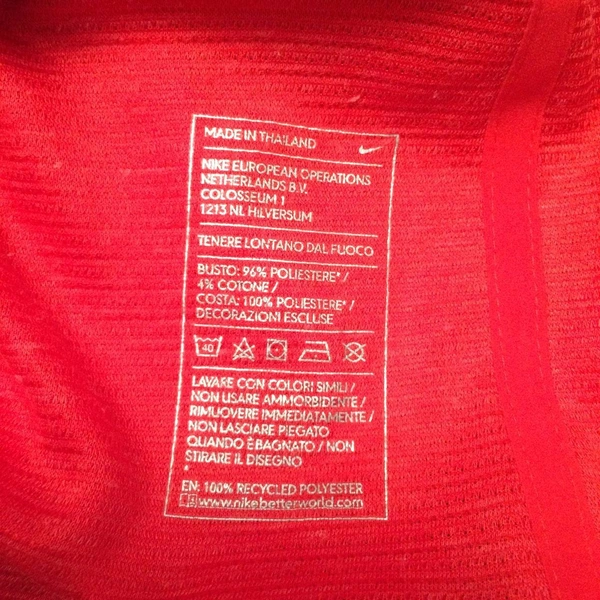 MADE IN THAILAND
NIKE EUROPEAN OPERATIONS
NETHERLANDS B.V.
COLOSSEUM 1
1213 NL HILVERSUM
TENERE LONTANO DAL FUOCO
BUSTO: 96% POLIESTERE* /
4% COTONE /
COSTA: 100% POLIESTERE* /
DECORAZIONI ESCLUSE
40
LAVARE CON COLORI SIMILI /
NON USARE AMMORBIDENTE /
RIMUOVERE IMMEDIATAMENTE /
NON LASCIARE PIEGATO
QUANDO È BAGNATO / NON
STIRARE IL DISEGNO
*
EN: 100% RECYCLED POLYESTER
www.nikebetterworld.com